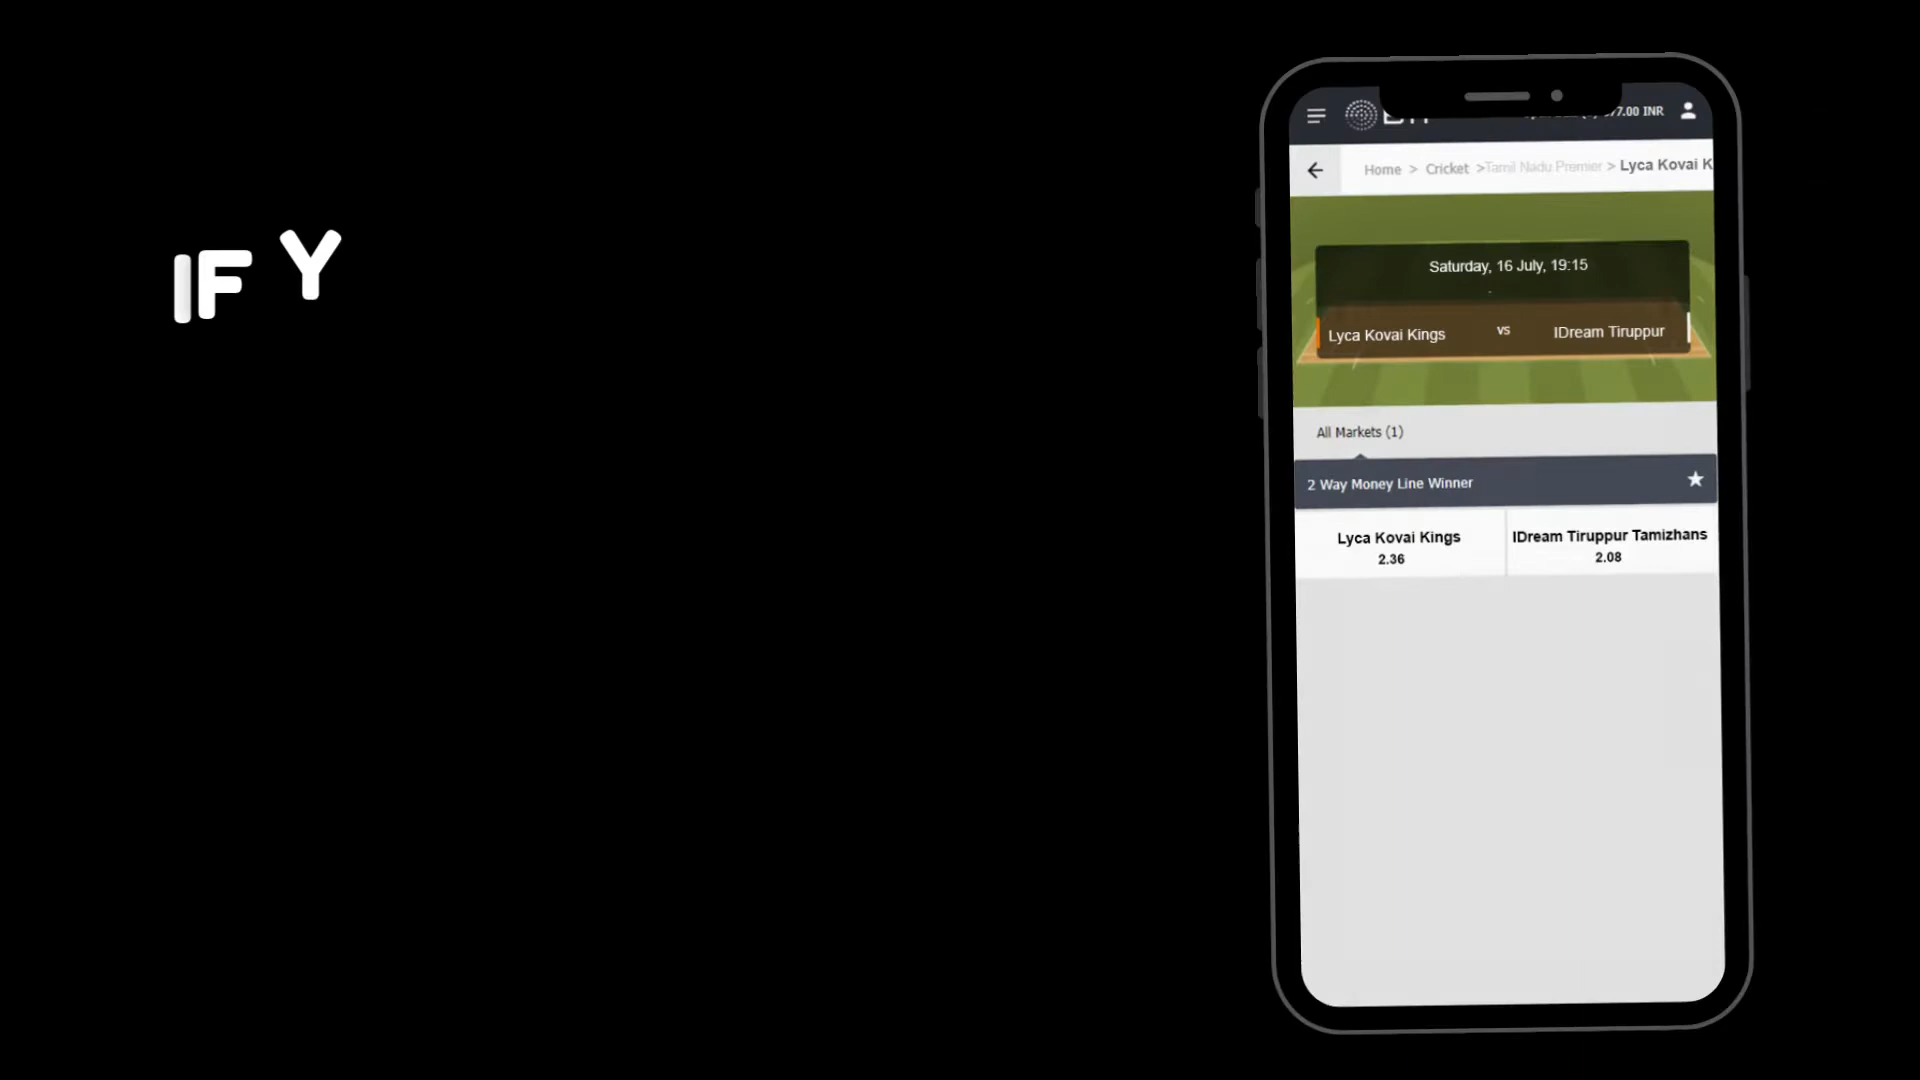 IF Y
77.00 INR
Home > Cricket >Tamil Nadu Premier > Lyca Kovai K
Saturday, 16 July, 19:15
-
Lyca Kovai Kings vs IDream Tiruppur
All Markets (1)
2 Way Money Line Winner
Lyca Kovai Kings IDream Tiruppur Tamizhans
2.36 2.08